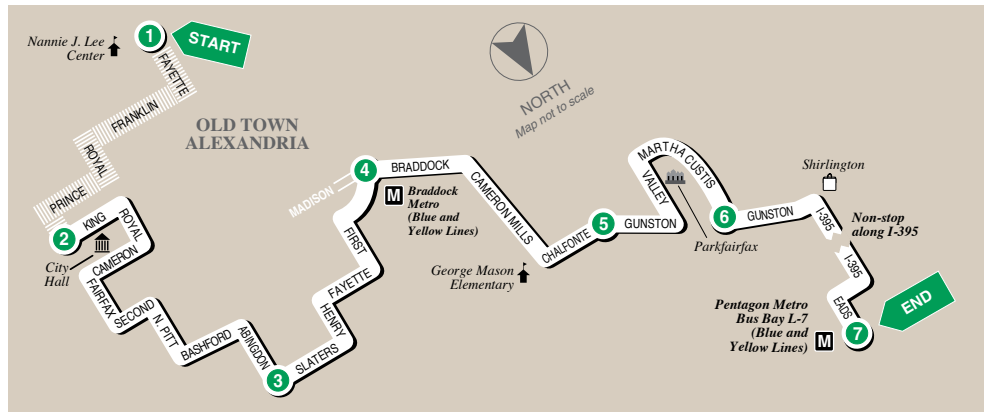 Nannie J. Lee
Center
1
START
FAYETTE
FRANKLIN
ROYAL
PRINCE
OLD TOWN
ALEXANDRIA
NORTH
Map not to scale
2
KING
ROYAL
CAMERON
City
Hall
FAIRFAX
SECOND
N. PITT
BASHFORD
ABINGDON
3
SLATERS
HENRY
FAYETTE
FIRST
MADISON
4
BRADDOCK
M
Braddock
Metro
(Blue and
Yellow Lines)
CAMERON MILLS
George Mason
Elementary
CHALFONTE
5
GUNSTON
VALLEY
MARTHA CUSTIS
Parkfairfax
6
GUNSTON
Shirlington
I-395
Non-stop
along I-395
I-395
EADS
Pentagon Metro
Bus Bay L-7
(Blue and
Yellow Lines)
M
7
END